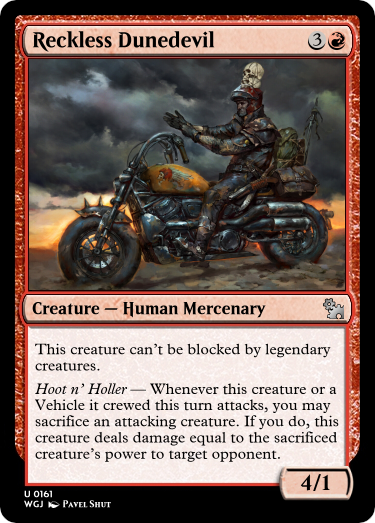 Reckless Dunedevil 3
Creature — Human Mercenary
This creature can't be blocked by legendary
creatures.
Hoot n' Holler — Whenever this creature or a
Vehicle it crewed this turn attacks, you may
sacrifice an attacking creature. If you do, this
creature deals damage equal to the sacrificed
creature's power to target opponent.
4/1
U 0161
WGJ Pavel Shut